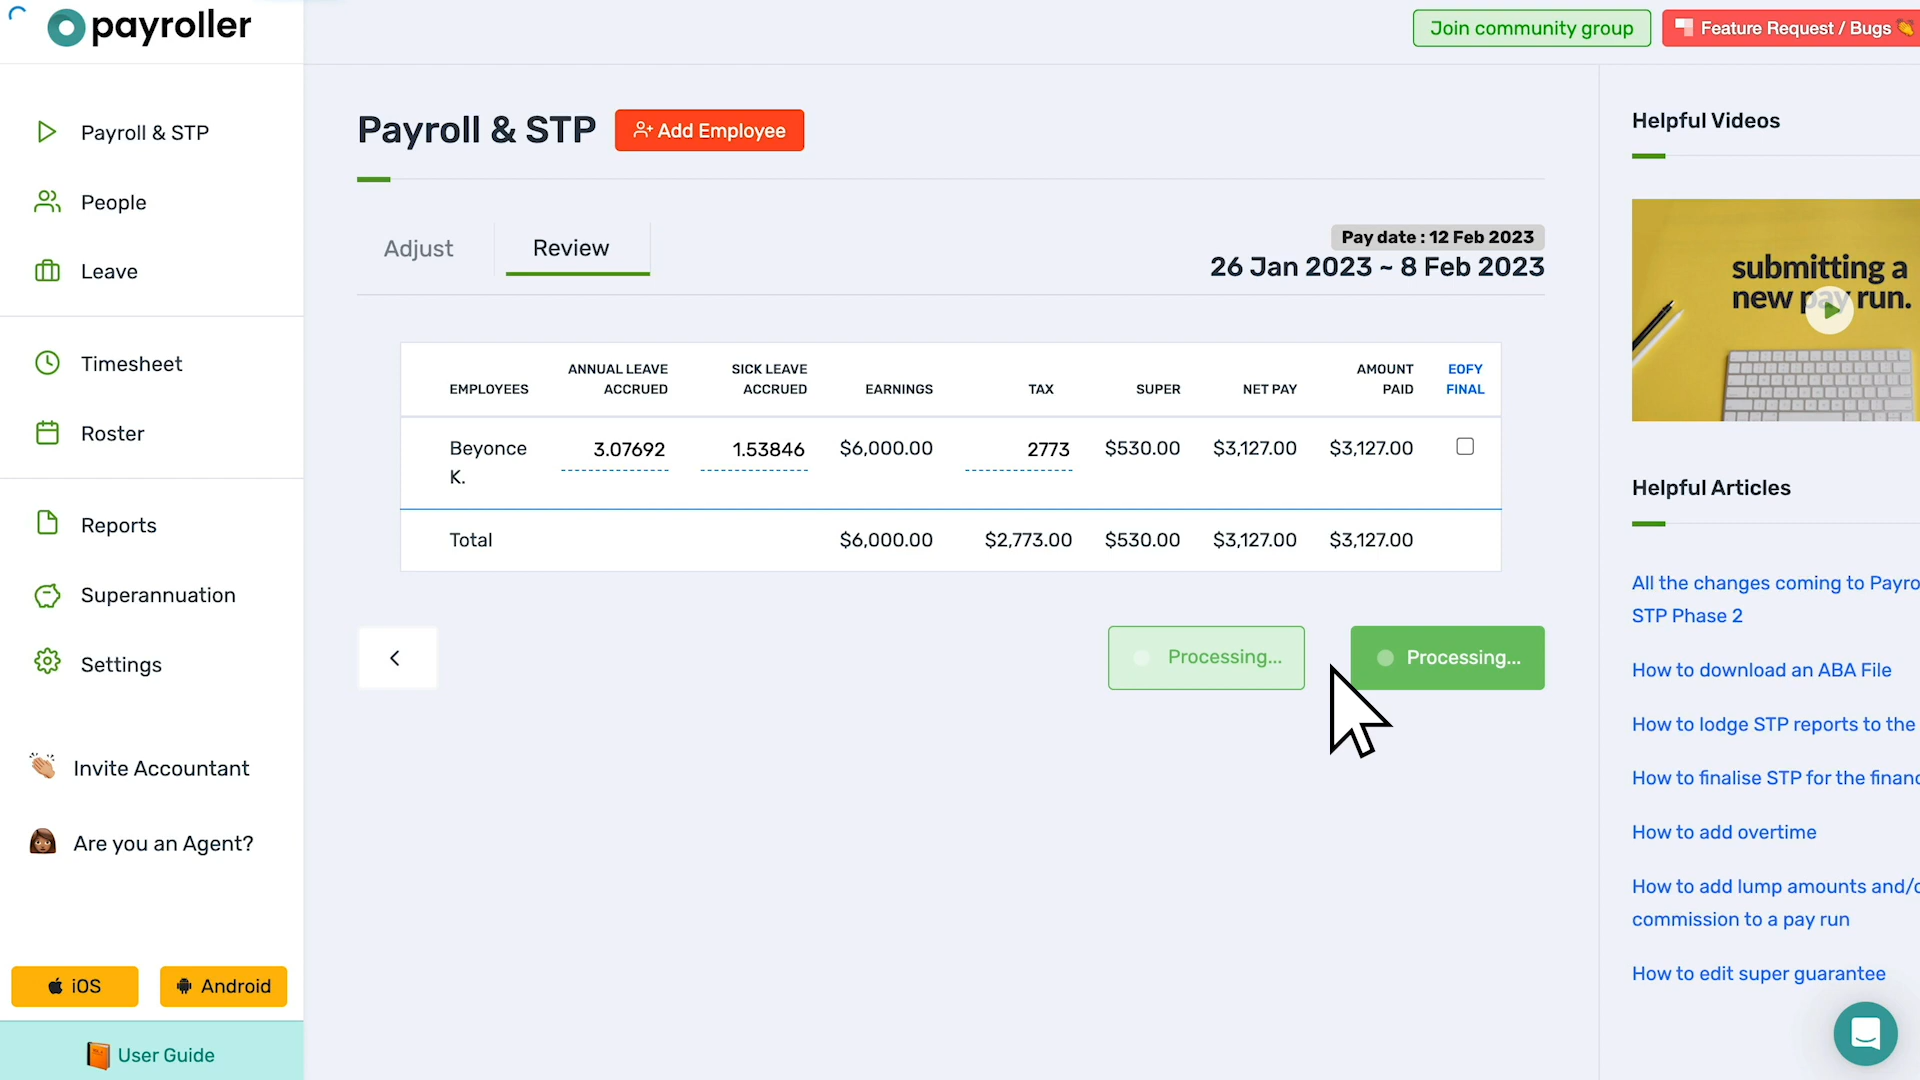 payroller
Join community group
Feature Request / Bugs
Payroll & STP
People
Leave
Timesheet
Roster
Reports
Superannuation
Settings
Invite Accountant
Are you an Agent?
iOS
Android
User Guide
Payroll & STP
Add Employee
Adjust
Review
Pay date : 12 Feb 2023
26 Jan 2023 ~ 8 Feb 2023
EMPLOYEES ANNUAL LEAVE ACCRUED SICK LEAVE ACCRUED EARNINGS TAX SUPER NET PAY AMOUNT PAID EOFY FINAL
Beyonce K. 3.07692 1.53846 $6,000.00 2773 $530.00 $3,127.00 $3,127.00
Total $6,000.00 $2,773.00 $530.00 $3,127.00 $3,127.00
Processing...
Processing...
Helpful Videos
submitting a
new pay run.
Helpful Articles
All the changes coming to Payro
STP Phase 2
How to download an ABA File
How to lodge STP reports to the
How to finalise STP for the financ
How to add overtime
How to add lump amounts and/o
commission to a pay run
How to edit super guarantee